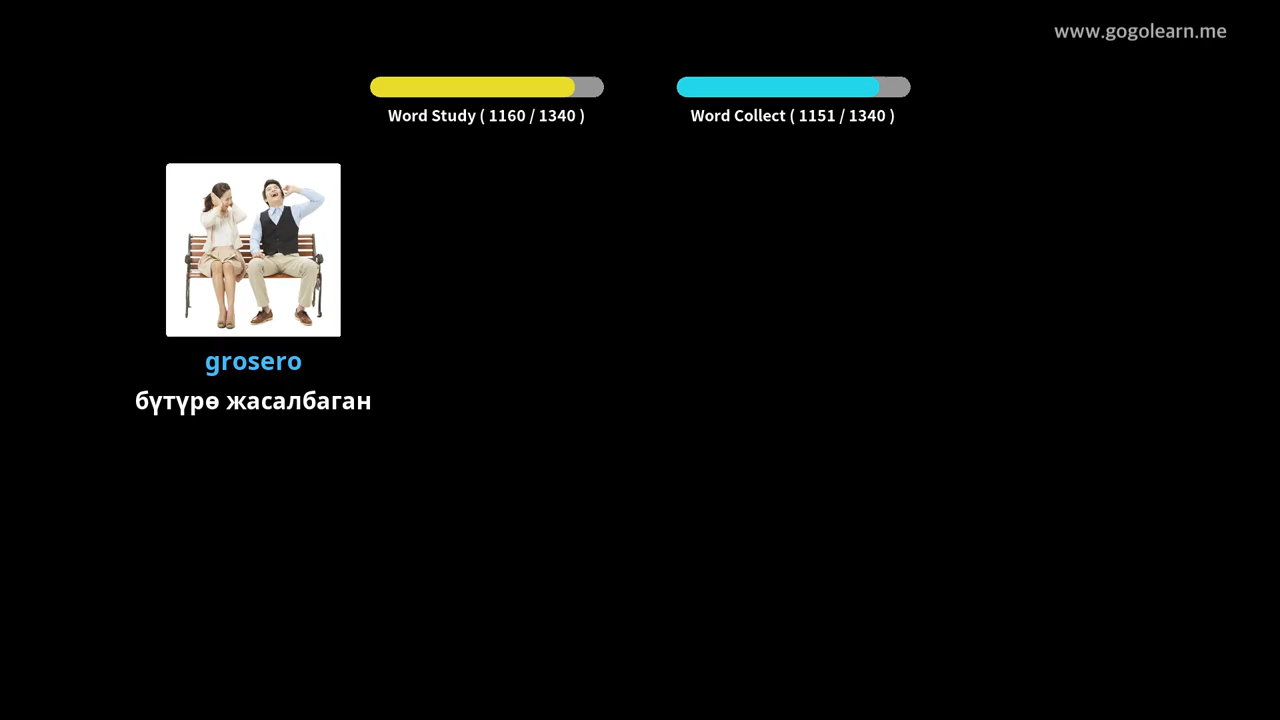 www.gogolearn.me
Word Study ( 1160 / 1340 )
Word Collect ( 1151 / 1340 )
grosero
бүтүрө жасалбаган